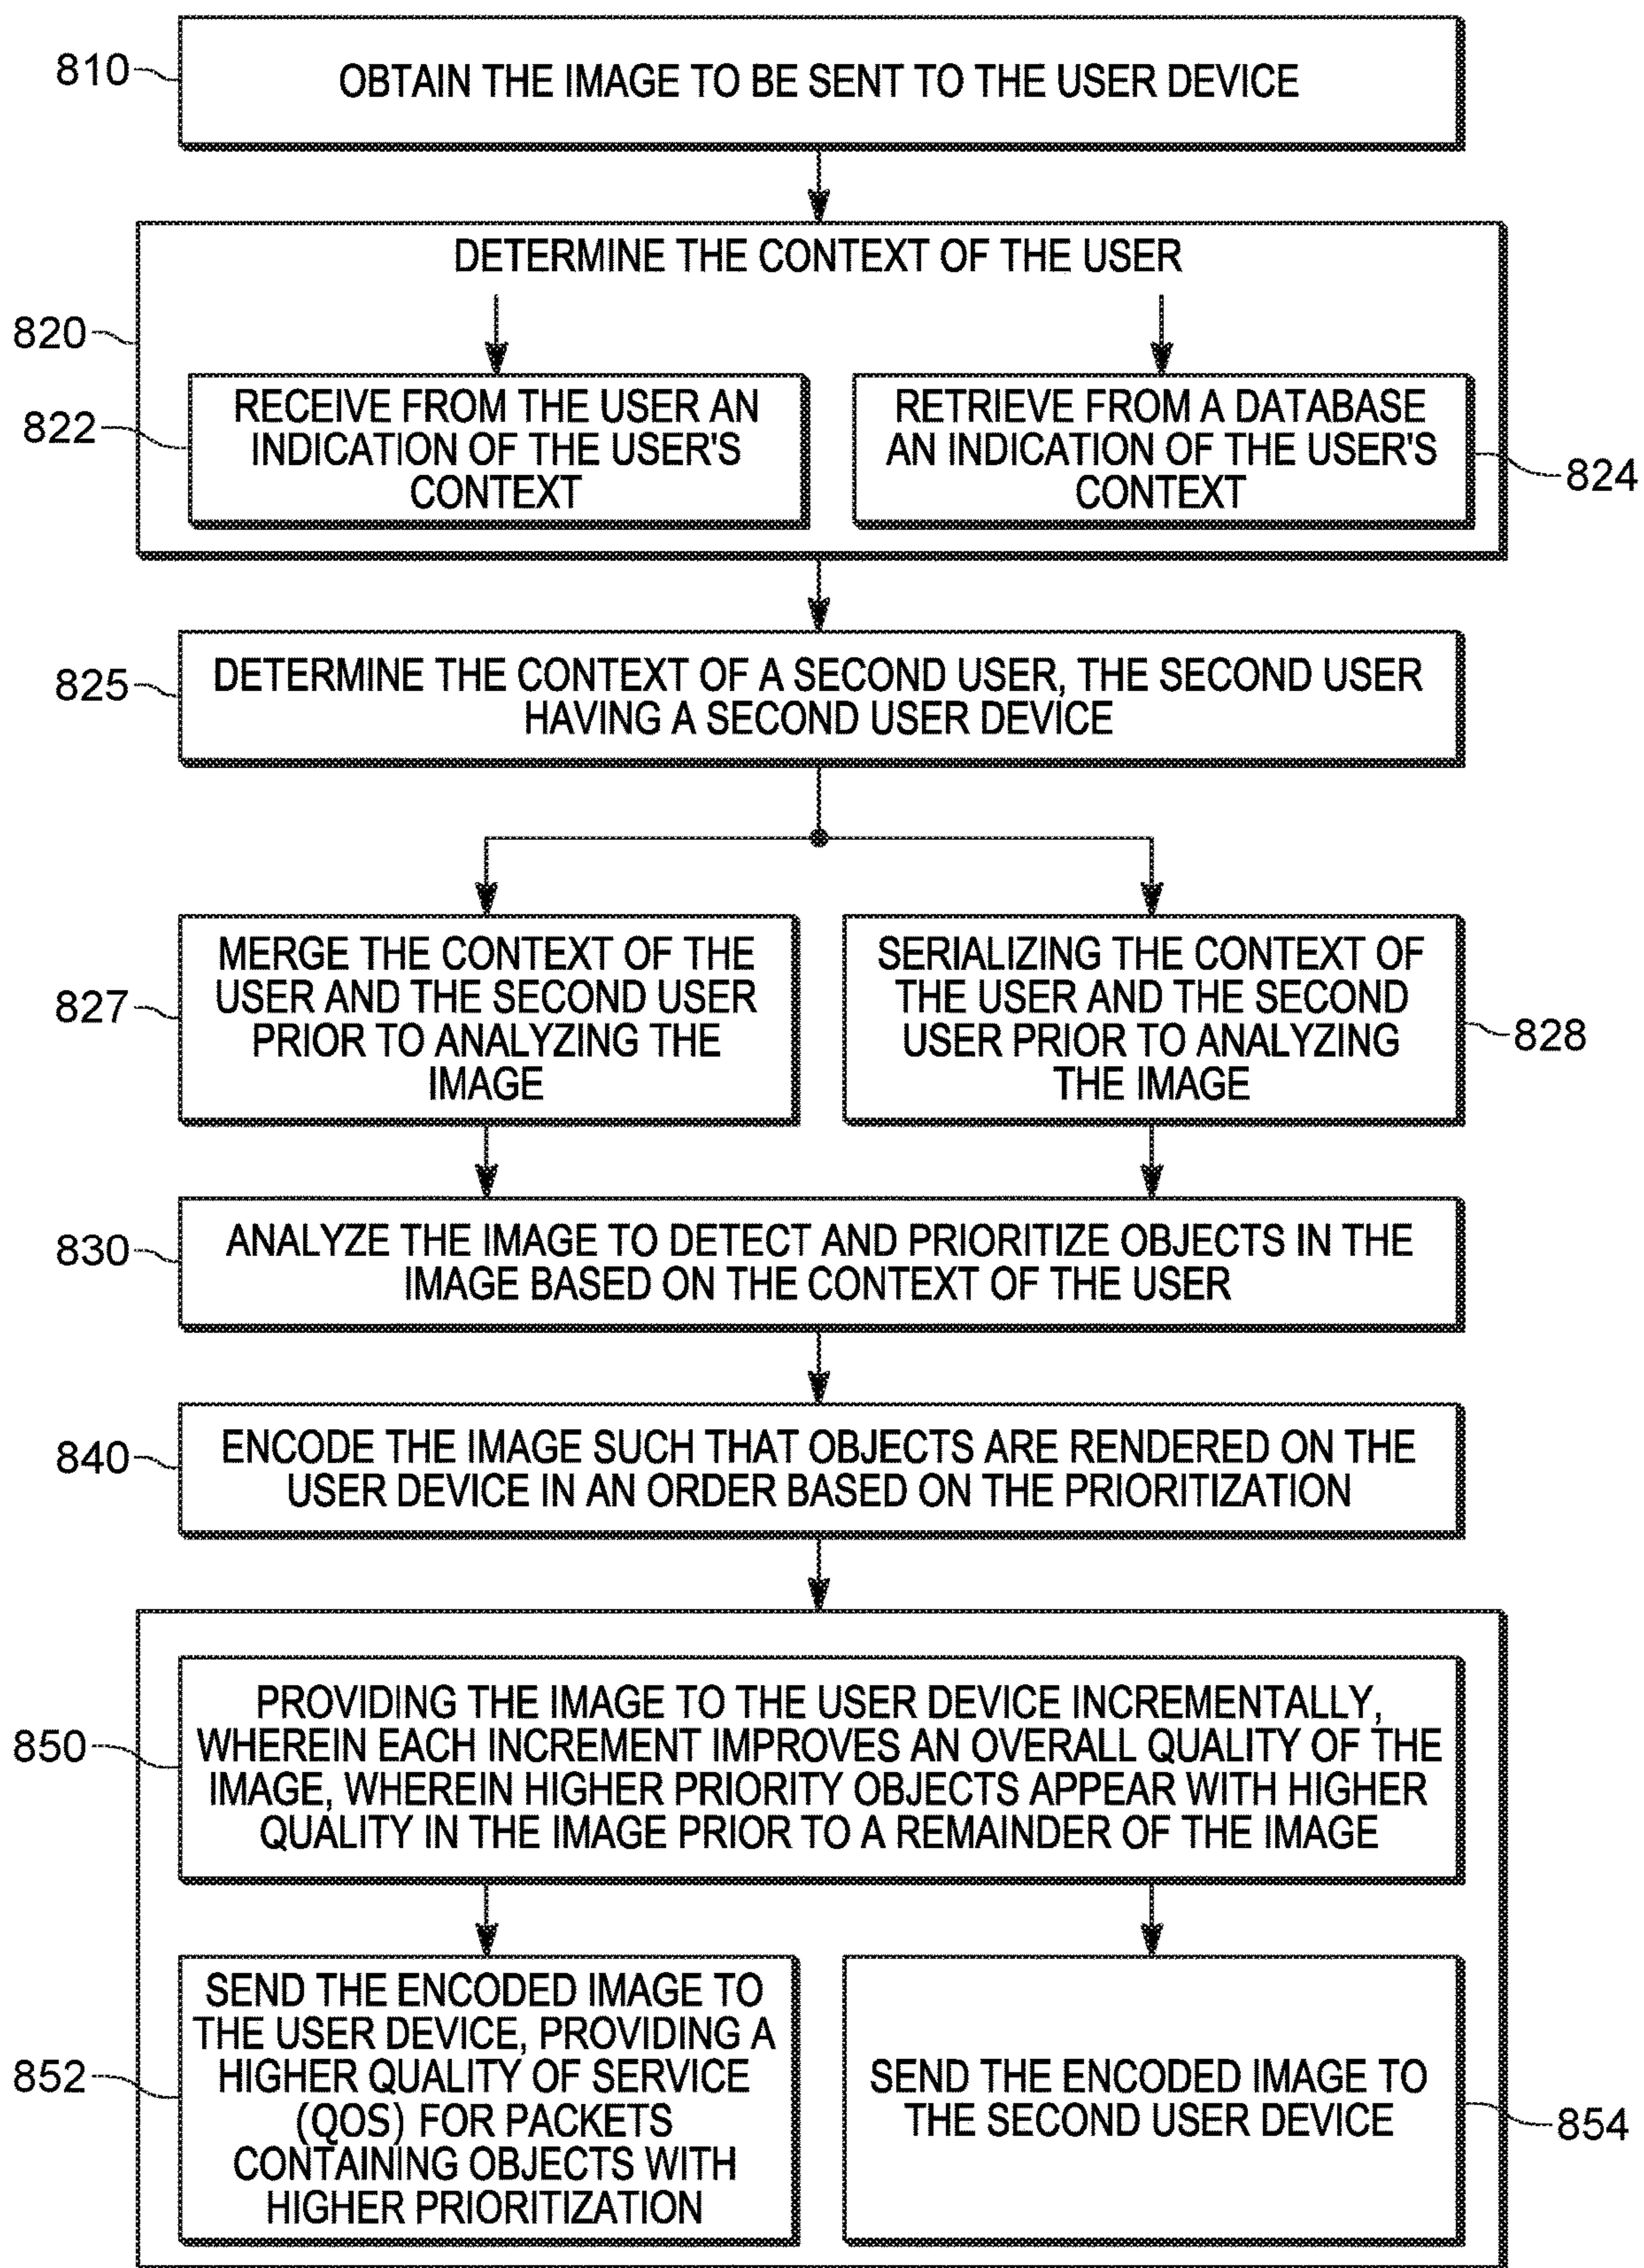 810
OBTAIN THE IMAGE TO BE SENT TO THE USER DEVICE
DETERMINE THE CONTEXT OF THE USER
820
822
RECEIVE FROM THE USER AN
INDICATION OF THE USER'S
CONTEXT
RETRIEVE FROM A DATABASE
AN INDICATION OF THE USER'S
CONTEXT
824
825
DETERMINE THE CONTEXT OF A SECOND USER, THE SECOND USER
HAVING A SECOND USER DEVICE
827
MERGE THE CONTEXT OF THE
USER AND THE SECOND USER
PRIOR TO ANALYZING THE
IMAGE
SERIALIZING THE CONTEXT OF
THE USER AND THE SECOND
USER PRIOR TO ANALYZING
THE IMAGE
828
830
ANALYZE THE IMAGE TO DETECT AND PRIORITIZE OBJECTS IN THE
IMAGE BASED ON THE CONTEXT OF THE USER
840
ENCODE THE IMAGE SUCH THAT OBJECTS ARE RENDERED ON THE
USER DEVICE IN AN ORDER BASED ON THE PRIORITIZATION
850
PROVIDING THE IMAGE TO THE USER DEVICE INCREMENTALLY,
WHEREIN EACH INCREMENT IMPROVES AN OVERALL QUALITY OF THE
IMAGE, WHEREIN HIGHER PRIORITY OBJECTS APPEAR WITH HIGHER
QUALITY IN THE IMAGE PRIOR TO A REMAINDER OF THE IMAGE
852
SEND THE ENCODED IMAGE TO
THE USER DEVICE, PROVIDING A
HIGHER QUALITY OF SERVICE
(QOS) FOR PACKETS
CONTAINING OBJECTS WITH
HIGHER PRIORITIZATION
SEND THE ENCODED IMAGE TO
THE SECOND USER DEVICE
854